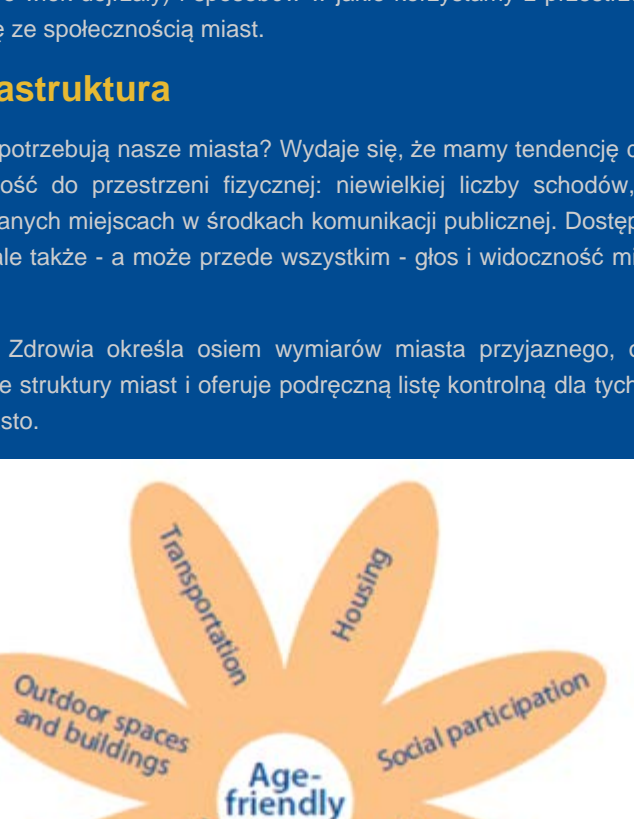 ę ze społecznością miast.
astruktura
potrzebują nasze miasta? Wydaje się, że mamy tendencję
ość do przestrzeni fizycznej: niewielkiej liczby schodów,
anych miejscach w środkach komunikacji publicznej. Dostęp
ale także - a może przede wszystkim - głos i widoczność mi
Zdrowia określa osiem wymiarów miasta przyjaznego,
e struktury miast i oferuje podręczną listę kontrolną dla tych
sto.
Transportation
Housing
Outdoor spaces
and buildings
Social participation
Age-
friendly